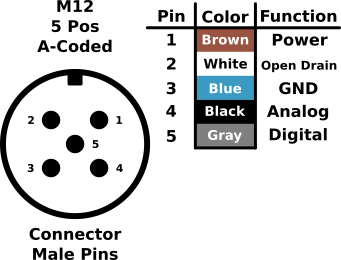 M12
5 Pos
A-Coded
2 1
5
3 4
Connector
Male Pins
Pin Color Function
1 Brown Power
2 White Open Drain
3 Blue GND
4 Black Analog
5 Gray Digital